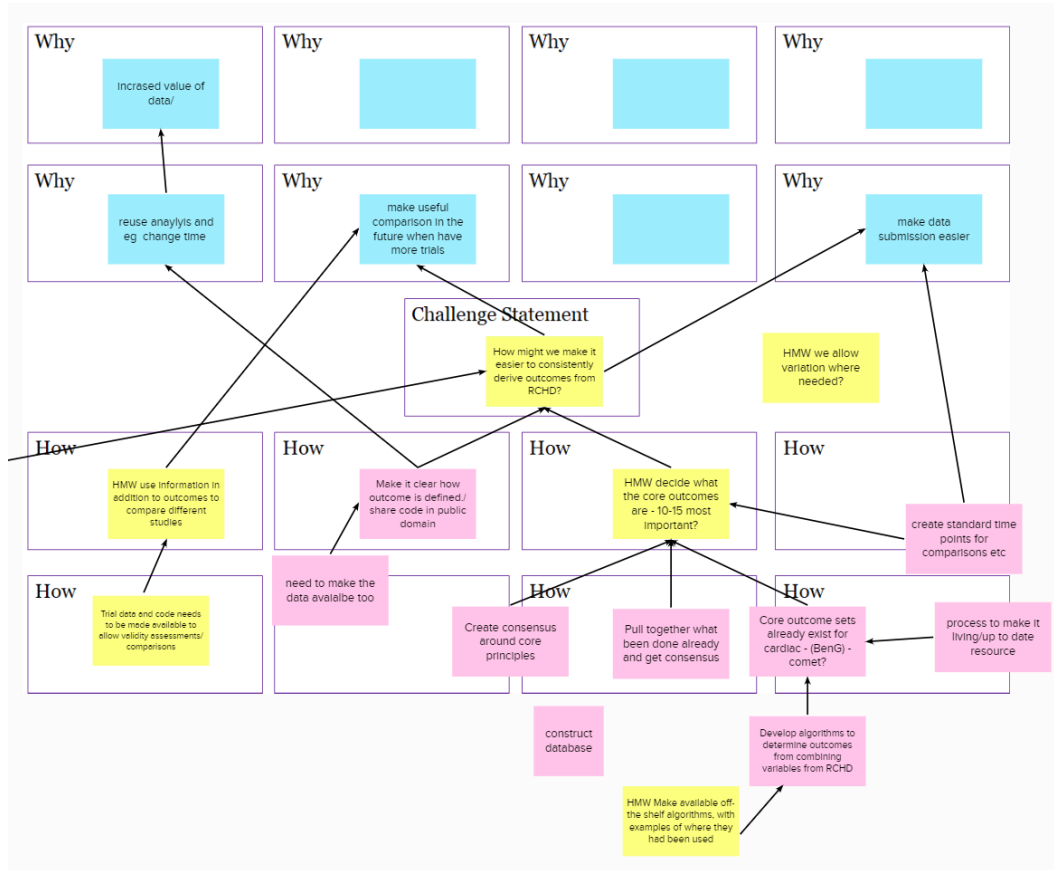 Why
Why
Why
Why
incrased value of
data/
Why
Why
Why
Why
reuse anaylyis and
eg change time
make useful
comparison in the
future when have
more trials
make data
submission easier
Challenge Statement
How might we make it
easier to consistently
derive outcomes from
RCHD?
HMW we allow
variation where
needed?
How
How
How
How
HMW use information in
addition to outcomes to
compare different
studies
Make it clear how
outcome is defined./
share code in public
domain
HMW decide what
the core outcomes
are - 10-15 most
important?
create standard time
points for
comparisons etc
need to make the
data avaialbe too
How
How
How
Trial data and code needs
to be made available to
allow validity assessments/
comparisons
Create consensus
around core
principles
Pull together what
been done already
and get consensus
Core outcome sets
already exist for
cardiac - (BenG) -
comet?
process to make it
living/up to date
resource
construct
database
Develop algorithms to
determine outcomes
from combining
variables from RCHD
HMW Make available off-
the shelf algorithms, with
examples of where they
had been used